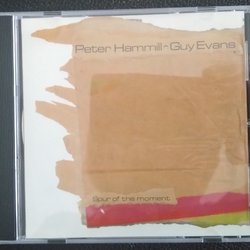 Peter Hammill-Guy Evans
Spur of the moment